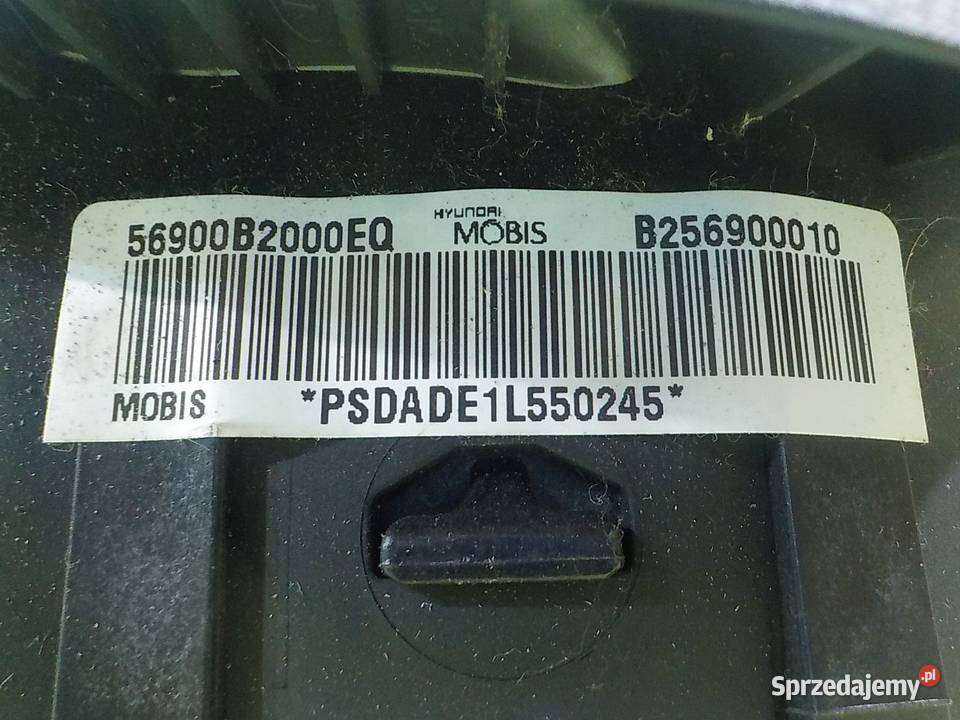 56900B2000EQ HYUNDAI MOBIS B256900010
MOBIS *PSDADE1L550245*
Sprzedajemy.pl